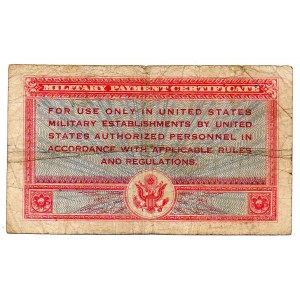 MILITARY PAYMENT CERTIFICATE
FOR USE ONLY IN UNITED STATES
MILITARY ESTABLISHMENTS BY UNITED
STATES AUTHORIZED PERSONNEL IN
ACCORDANCE WITH APPLICABLE RULES
AND REGULATIONS.